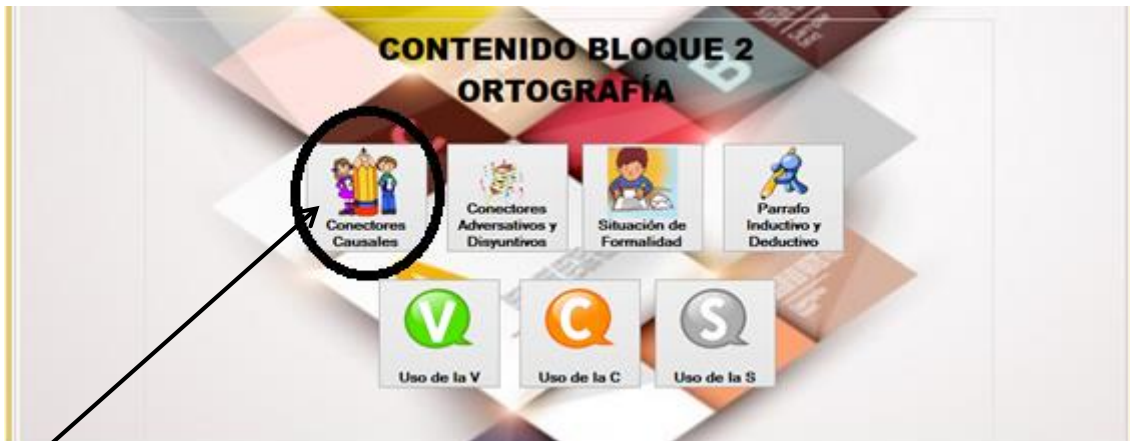 CONTENIDO BLOQUE 2
ORTOGRAFÍA
Conectores
Causales
Conectores
Adversativos y
Disyuntivos
Situación de
Formalidad
Parrafo
Inductivo y
Deductivo
V
Uso de la V
C
Uso de la C
S
Uso de la S